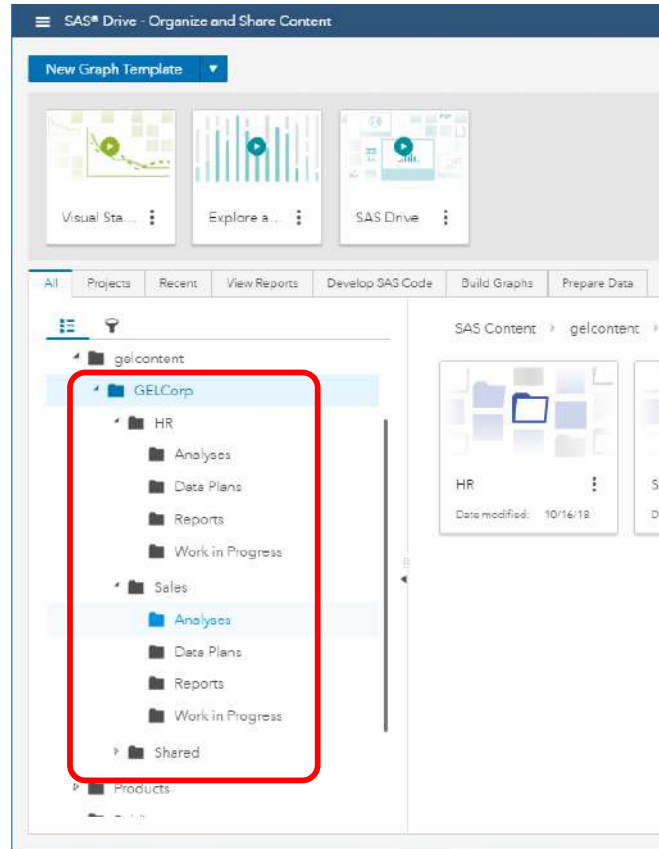 SAS® Drive - Organize and Share Content
New Graph Template
Visual Sta...
Explore a...
SAS Drive
All Projects Recent View Reports Develop SAS Code Build Graphs Prepare Data
SAS Content > gelcontent >
gelcontent
GELCorp
HR
Analyses
Data Plans
Reports
Work in Progress
Sales
Analyses
Data Plans
Reports
Work in Progress
Shared
Products
HR
Date modified: 10/16/18
S
D